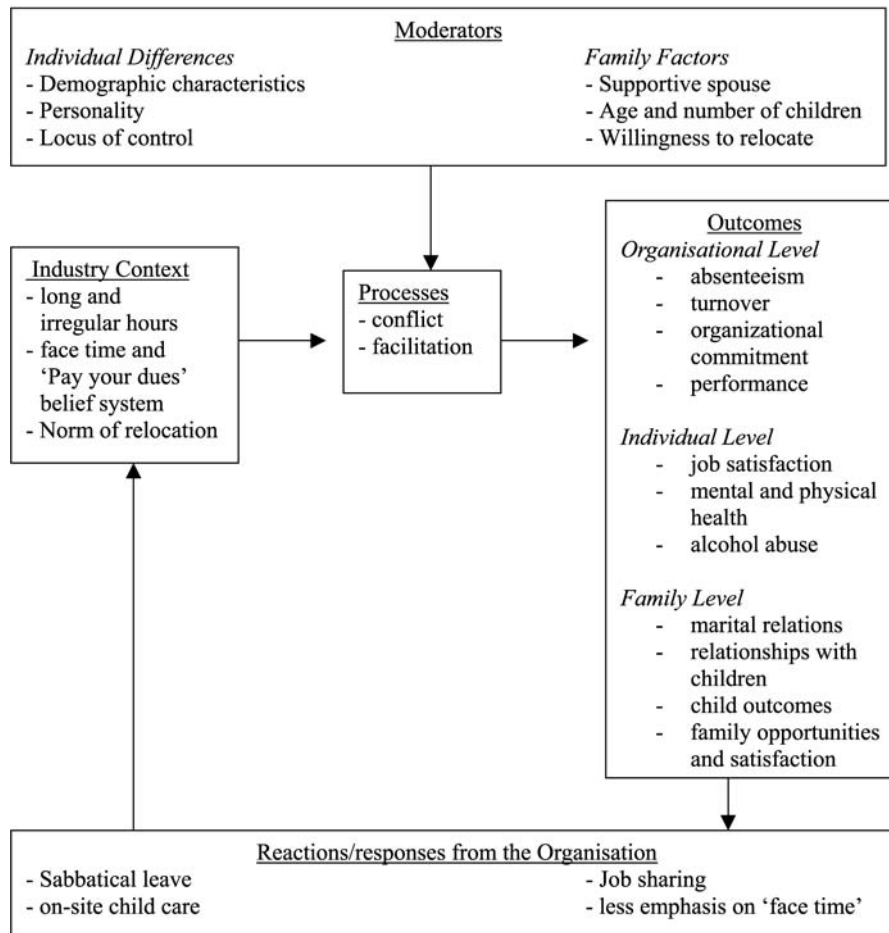 Moderators
Individual Differences
- Demographic characteristics
- Personality
- Locus of control
Family Factors
- Supportive spouse
- Age and number of children
- Willingness to relocate
Industry Context
- long and
irregular hours
- face time and
‘Pay your dues’
belief system
- Norm of relocation
Processes
- conflict
- facilitation
Outcomes
Organisational Level
- absenteeism
- turnover
- organizational
commitment
- performance
Individual Level
- job satisfaction
- mental and physical
health
- alcohol abuse
Family Level
- marital relations
- relationships with
children
- child outcomes
- family opportunities
and satisfaction
Reactions/responses from the Organisation
- Sabbatical leave
- on-site child care
- Job sharing
- less emphasis on ‘face time’